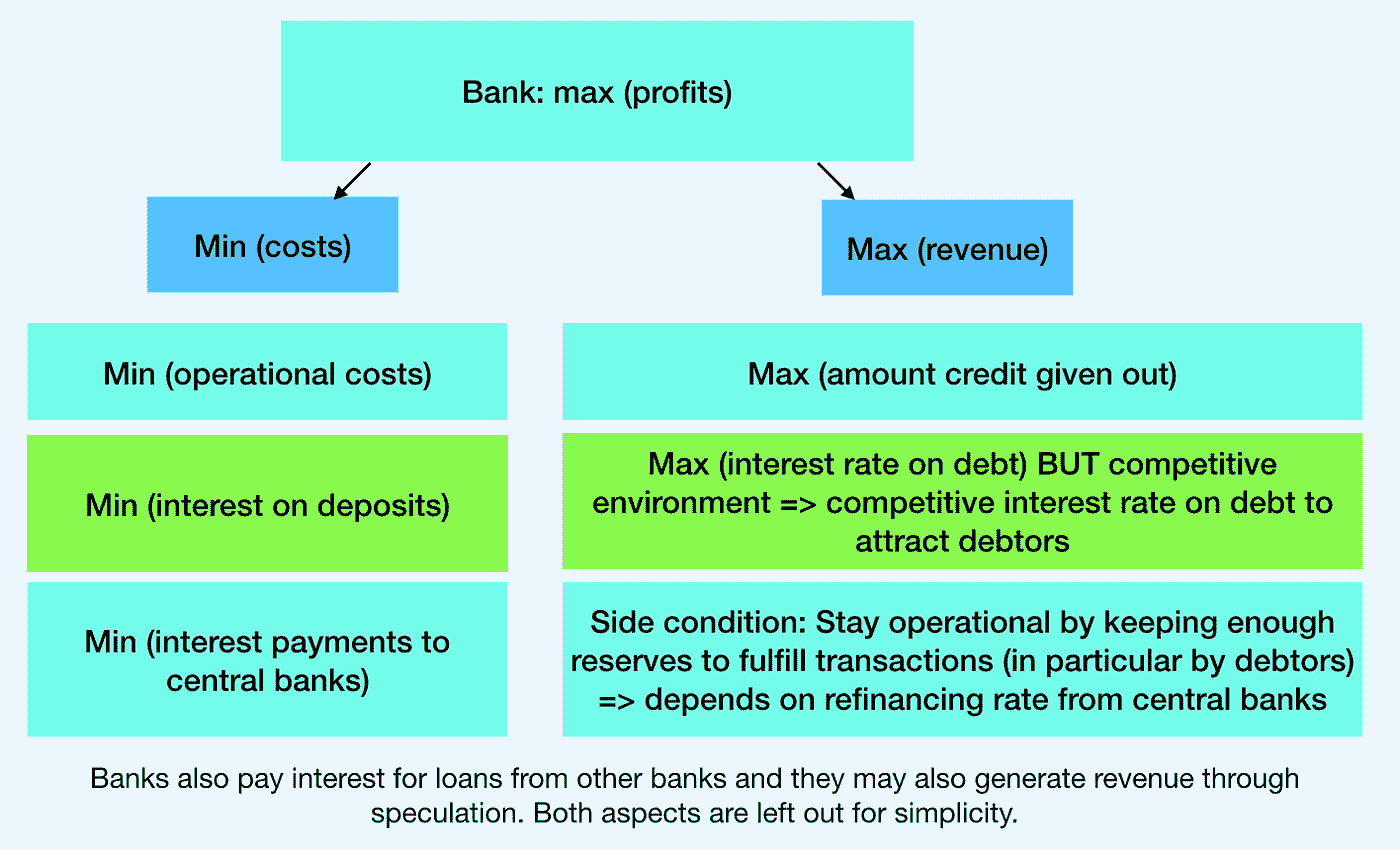 Bank: max (profits)
Min (costs)
Max (revenue)
Min (operational costs)
Max (amount credit given out)
Min (interest on deposits)
Max (interest rate on debt) BUT competitive
environment => competitive interest rate on debt to
attract debtors
Min (interest payments to
central banks)
Side condition: Stay operational by keeping enough
reserves to fulfill transactions (in particular by debtors)
=> depends on refinancing rate from central banks
Banks also pay interest for loans from other banks and they may also generate revenue through
speculation. Both aspects are left out for simplicity.